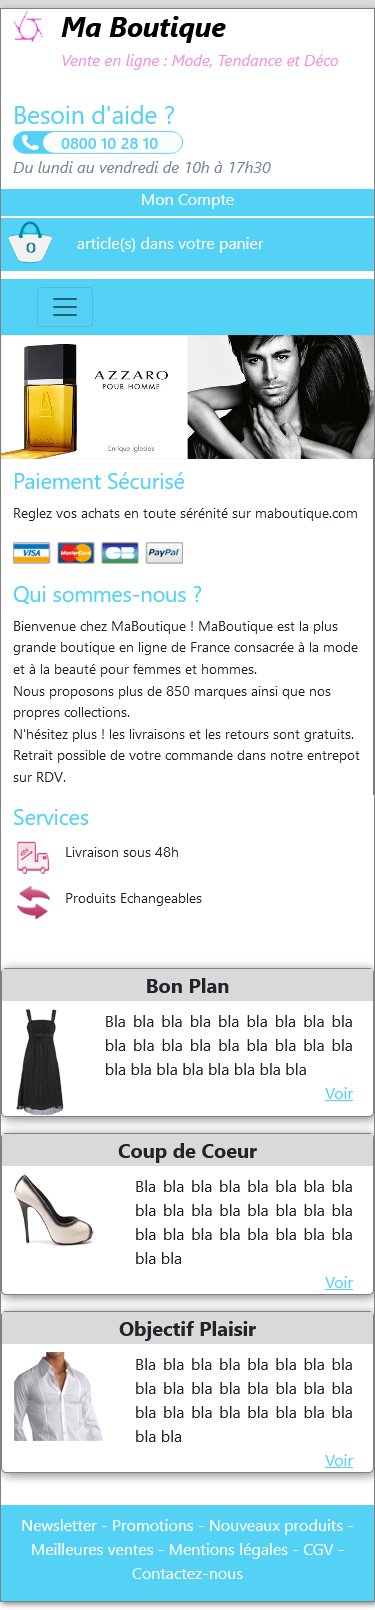 Ma Boutique
Vente en ligne : Mode, Tendance et Déco
Besoin d'aide ?
0800 10 28 10
Du lundi au vendredi de 10h à 17h30
Mon Compte
0 article(s) dans votre panier
AZZARO
POUR HOMME
Enrique Iglesias
Paiement Sécurisé
Reglez vos achats en toute sérénité sur maboutique.com
VISA MasterCard CB PayPal
Qui sommes-nous ?
Bienvenue chez MaBoutique ! MaBoutique est la plus
grande boutique en ligne de France consacrée à la mode
et à la beauté pour femmes et hommes.
Nous proposons plus de 850 marques ainsi que nos
propres collections.
N'hésitez plus ! les livraisons et les retours sont gratuits.
Retrait possible de votre commande dans notre entrepot
sur RDV.
Services
Livraison sous 48h
Produits Echangeables
Bon Plan
Bla bla bla bla bla bla bla bla bla
bla bla bla bla bla bla bla bla bla
bla bla bla bla bla bla bla bla
Voir
Coup de Coeur
Bla bla bla bla bla bla bla bla
bla bla bla bla bla bla bla bla
bla bla bla bla bla bla bla bla
bla bla
Voir
Objectif Plaisir
Bla bla bla bla bla bla bla bla
bla bla bla bla bla bla bla bla
bla bla bla bla bla bla bla bla
bla bla
Voir
Newsletter - Promotions - Nouveaux produits -
Meilleures ventes - Mentions légales - CGV -
Contactez-nous